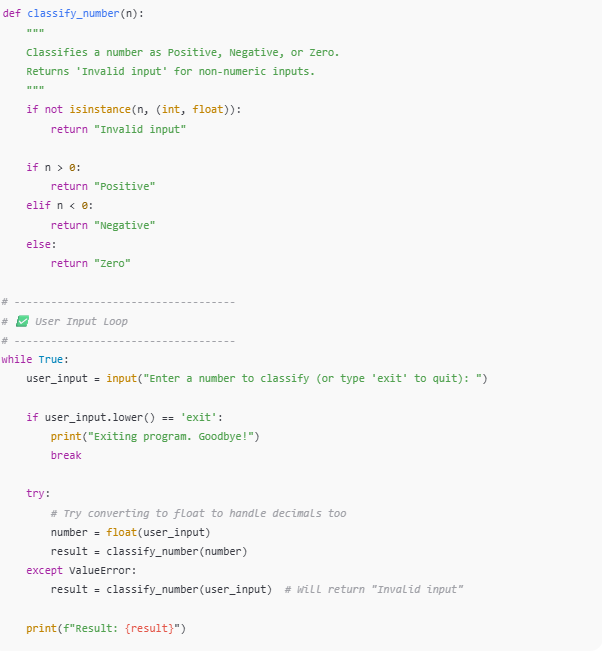 def classify_number(n):
    """
    Classifies a number as Positive, Negative, or Zero.
    Returns 'Invalid input' for non-numeric inputs.
    """
    if not isinstance(n, (int, float)):
        return "Invalid input"

    if n > 0:
        return "Positive"
    elif n < 0:
        return "Negative"
    else:
        return "Zero"

# ------------------------------------
# ✅ User Input Loop
# ------------------------------------
while True:
    user_input = input("Enter a number to classify (or type 'exit' to quit): ")

    if user_input.lower() == 'exit':
        print("Exiting program. Goodbye!")
        break

    try:
        # Try converting to float to handle decimals too
        number = float(user_input)
        result = classify_number(number)
    except ValueError:
        result = classify_number(user_input)  # Will return "Invalid input"

    print(f"Result: {result}")